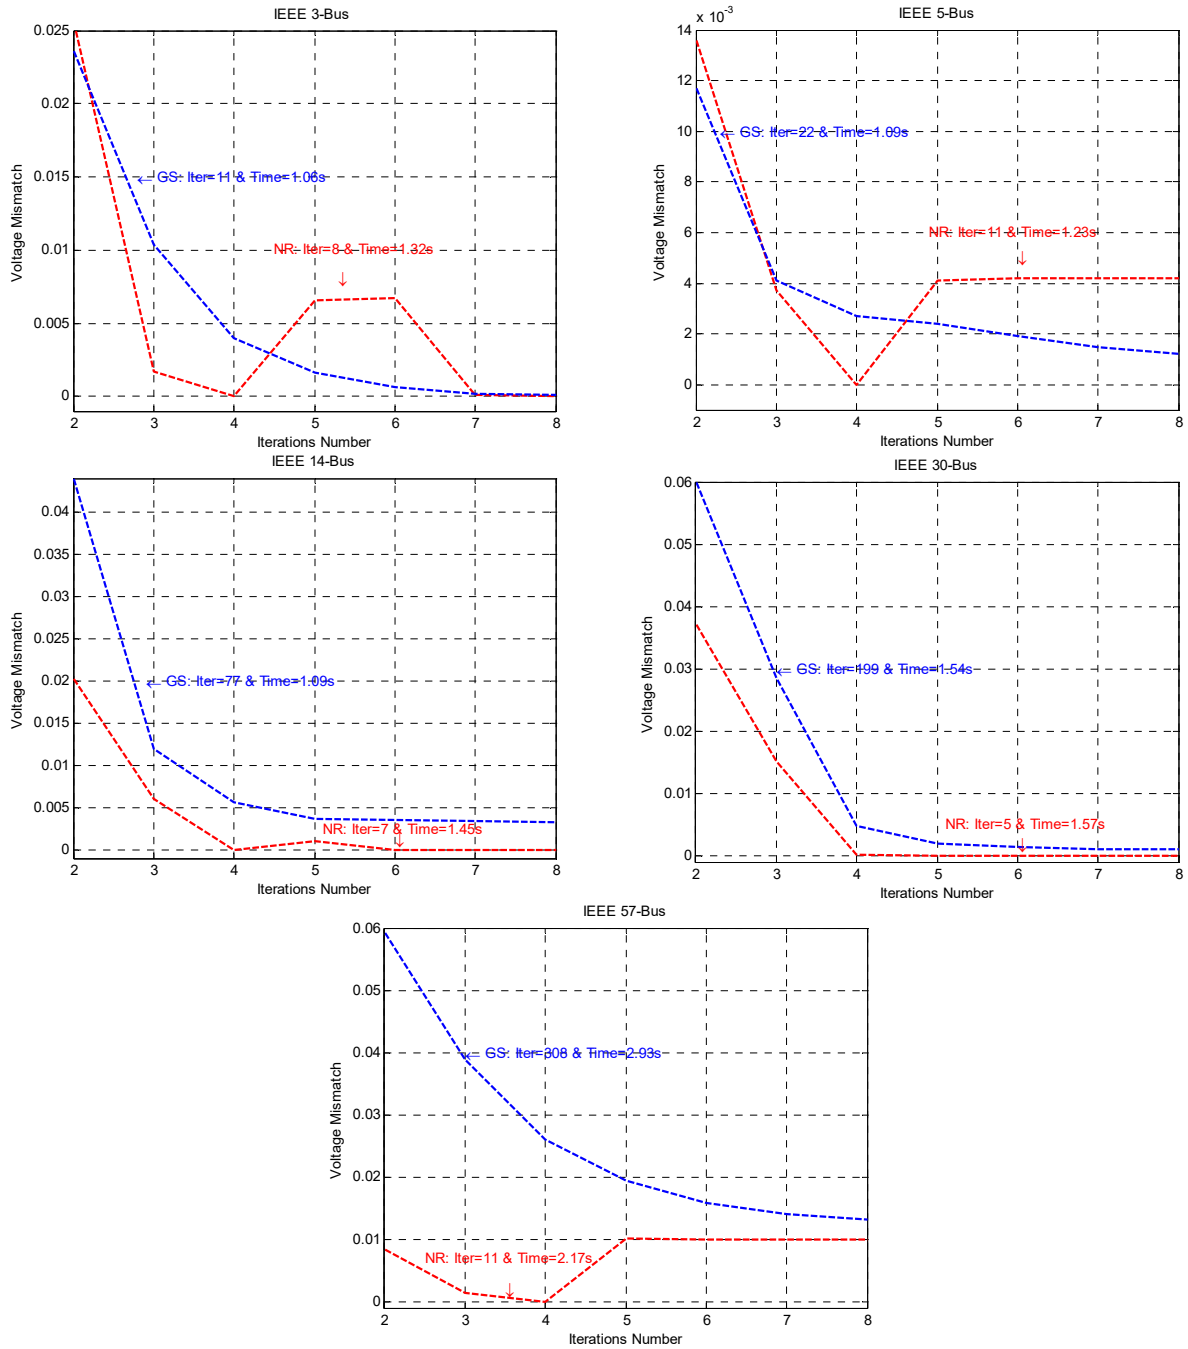 IEEE 3-Bus
0.025
0.02
0.015
0.01
0.005
0
Voltage Mismatch
← GS: Iter=11 & Time=1.06s
NR: Iter=8 & Time=1.32s
↓
2 3 4 5 6 7 8
Iterations Number
IEEE 5-Bus
x 10-3
14
12
10
8
6
4
2
0
Voltage Mismatch
← GS: Iter=22 & Time=1.09s
NR: Iter=11 & Time=1.23s
↓
2 3 4 5 6 7 8
Iterations Number
IEEE 14-Bus
0.04
0.035
0.03
0.025
0.02
0.015
0.01
0.005
0
Voltage Mismatch
← GS: Iter=77 & Time=1.09s
NR: Iter=7 & Time=1.45s
↓
2 3 4 5 6 7 8
Iterations Number
IEEE 30-Bus
0.06
0.05
0.04
0.03
0.02
0.01
0
Voltage Mismatch
← GS: Iter=199 & Time=1.54s
NR: Iter=5 & Time=1.57s
↓
2 3 4 5 6 7 8
Iterations Number
IEEE 57-Bus
0.06
0.05
0.04
0.03
0.02
0.01
0
Voltage Mismatch
← GS: Iter=308 & Time=2.93s
NR: Iter=11 & Time=2.17s
↓
2 3 4 5 6 7 8
Iterations Number